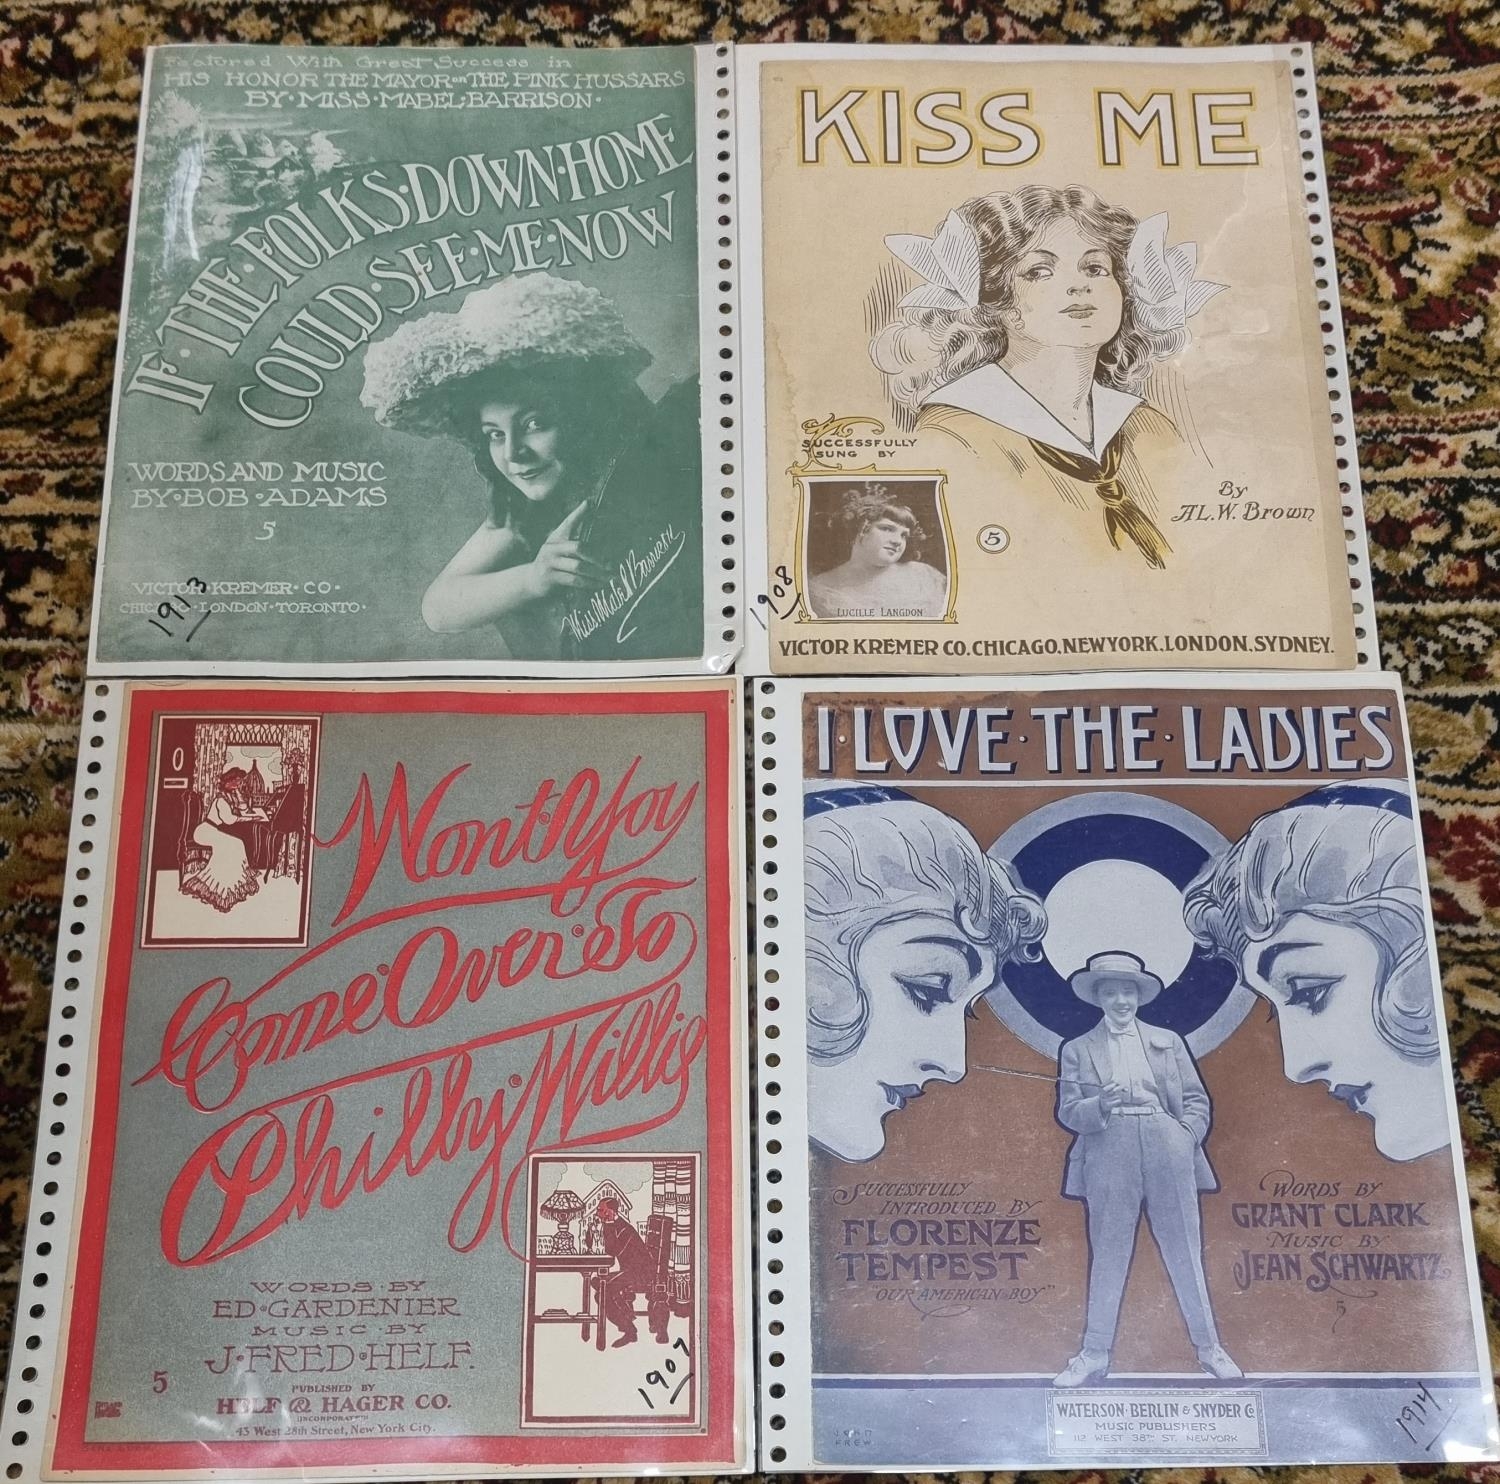 Featured With Great Success in
HIS HONOR THE MAYOR on THE PINK HUSSARS
BY·MISS·MABEL·BARRISON·
IF·THE·FOLKS·DOWN·HOME
COULD·SEE·ME·NOW
WORDS AND MUSIC
BY·BOB·ADAMS
5
VICTOR·KREMER·CO·
CHICAGO·LONDON·TORONTO·
1913
Miss Mabel Barrison
KISS ME
SUCCESSFULLY
SUNG BY
LUCILLE LANGDON
5
By
AL.W. Brown
1908
VICTOR KREMER CO. CHICAGO. NEW YORK. LONDON. SYDNEY.
Wont·You
Come·Over·To
Philly·Willie
WORDS·BY
ED·GARDENIER
MUSIC·BY
J·FRED·HELF.
5
PUBLISHED BY
HELF & HAGER CO.
(INCORPORATED)
43 West 28th Street, New York City.
1907
I·LOVE·THE·LADIES
SUCCESSFULLY
INTRODUCED BY
FLORENZE
TEMPEST
"OUR AMERICAN BOY"
WORDS BY
GRANT CLARK
MUSIC BY
JEAN SCHWARTZ
5
WATERSON·BERLIN & SNYDER Co
MUSIC PUBLISHERS
112 WEST 38TH ST. NEW YORK
JOHN
FREW
1914